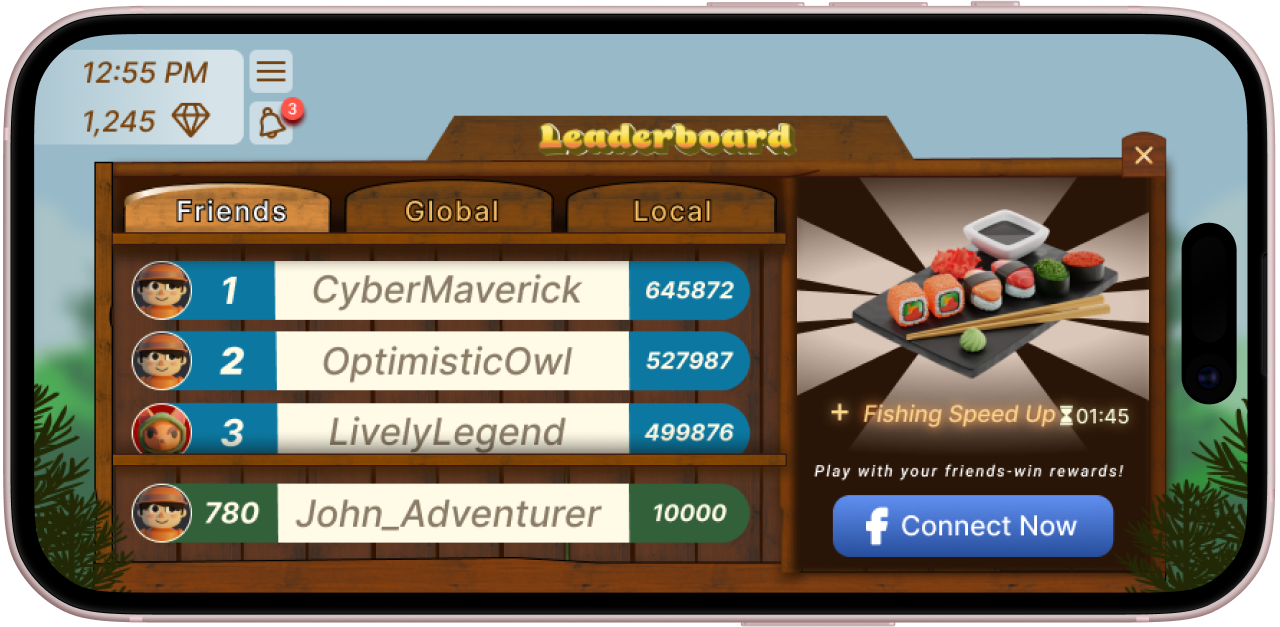 12:55 PM
1,245
3
Leaderboard
Friends
Global
Local
1 CyberMaverick 645872
2 OptimisticOwl 527987
3 LivelyLegend 499876
780 John_Adventurer 10000
+ Fishing Speed Up 01:45
Play with your friends-win rewards!
Connect Now